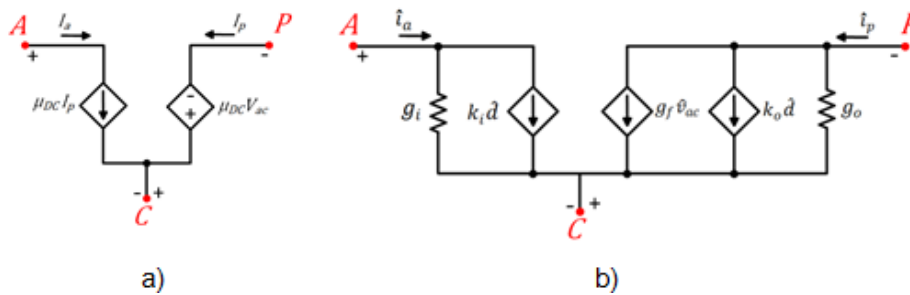 A I_a I_p P
+ -
μ_DC I_p - + μ_DC V_ac
- +
C
a)
A î_a î_p
+ -
g_i k_i d̂ g_f v̂_ac k_o d̂ g_o
- +
C
b)